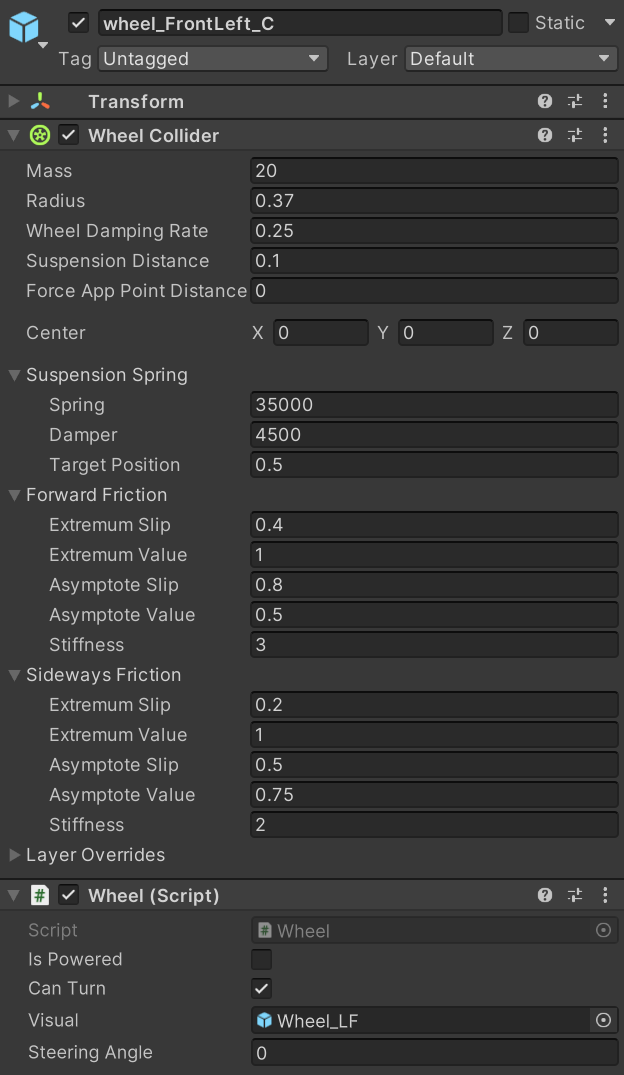 wheel_FrontLeft_C Static
Tag Untagged Layer Default
Transform
Wheel Collider
Mass 20
Radius 0.37
Wheel Damping Rate 0.25
Suspension Distance 0.1
Force App Point Distance 0
Center X 0 Y 0 Z 0
Suspension Spring
Spring 35000
Damper 4500
Target Position 0.5
Forward Friction
Extremum Slip 0.4
Extremum Value 1
Asymptote Slip 0.8
Asymptote Value 0.5
Stiffness 3
Sideways Friction
Extremum Slip 0.2
Extremum Value 1
Asymptote Slip 0.5
Asymptote Value 0.75
Stiffness 2
Layer Overrides
# Wheel (Script)
Script # Wheel
Is Powered
Can Turn
Visual Wheel_LF
Steering Angle 0